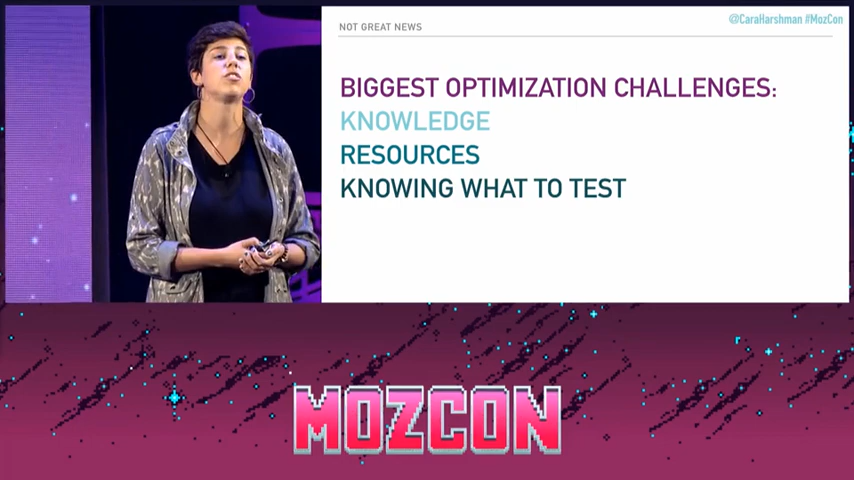 NOT GREAT NEWS
@CaraHarshman #MozCon
BIGGEST OPTIMIZATION CHALLENGES:
KNOWLEDGE
RESOURCES
KNOWING WHAT TO TEST
MOZCON